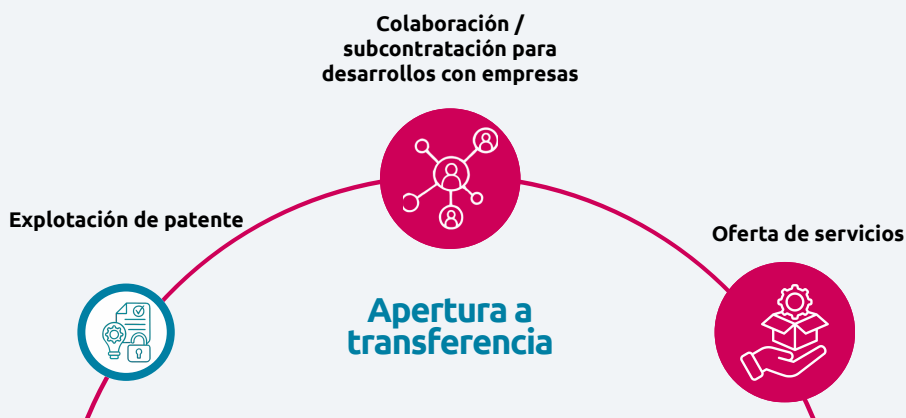 Colaboración /
subcontratación para
desarrollos con empresas
Explotación de patente
Oferta de servicios
Apertura a
transferencia